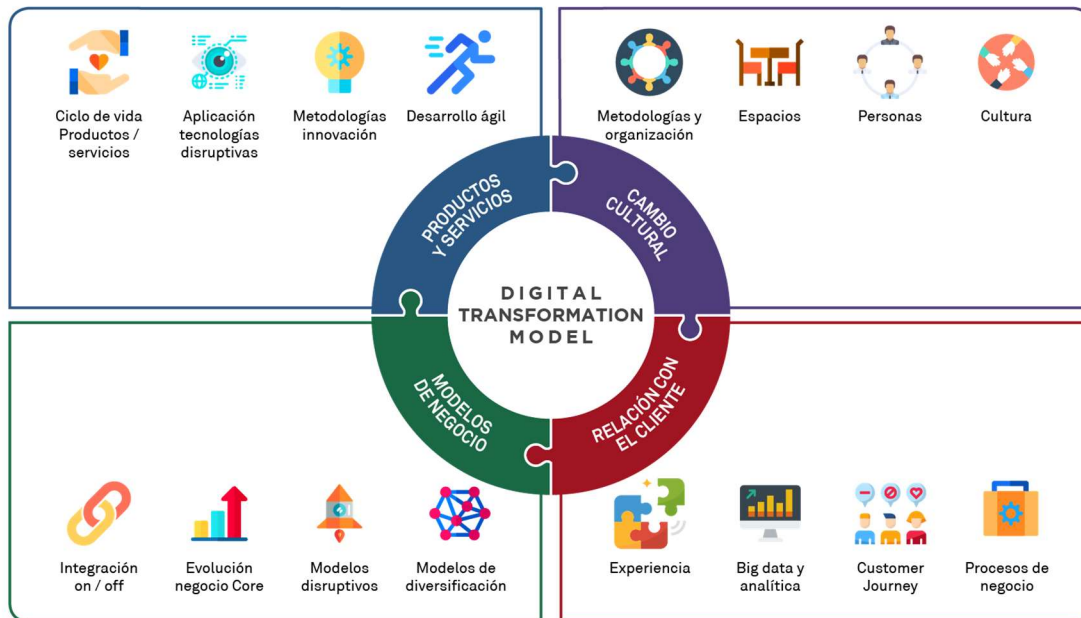 Ciclo de vida
Productos /
servicios
Aplicación
tecnologías
disruptivas
Metodologías
innovación
Desarrollo ágil
Metodologías y
organización
Espacios
Personas
Cultura
PRODUCTOS
Y SERVICIOS
CAMBIO
CULTURAL
DIGITAL
TRANSFORMATION
MODEL
MODELOS
DE NEGOCIO
RELACIÓN CON
EL CLIENTE
Integración
on / off
Evolución
negocio Core
Modelos
disruptivos
Modelos de
diversificación
Experiencia
Big data y
analítica
Customer
Journey
Procesos de
negocio